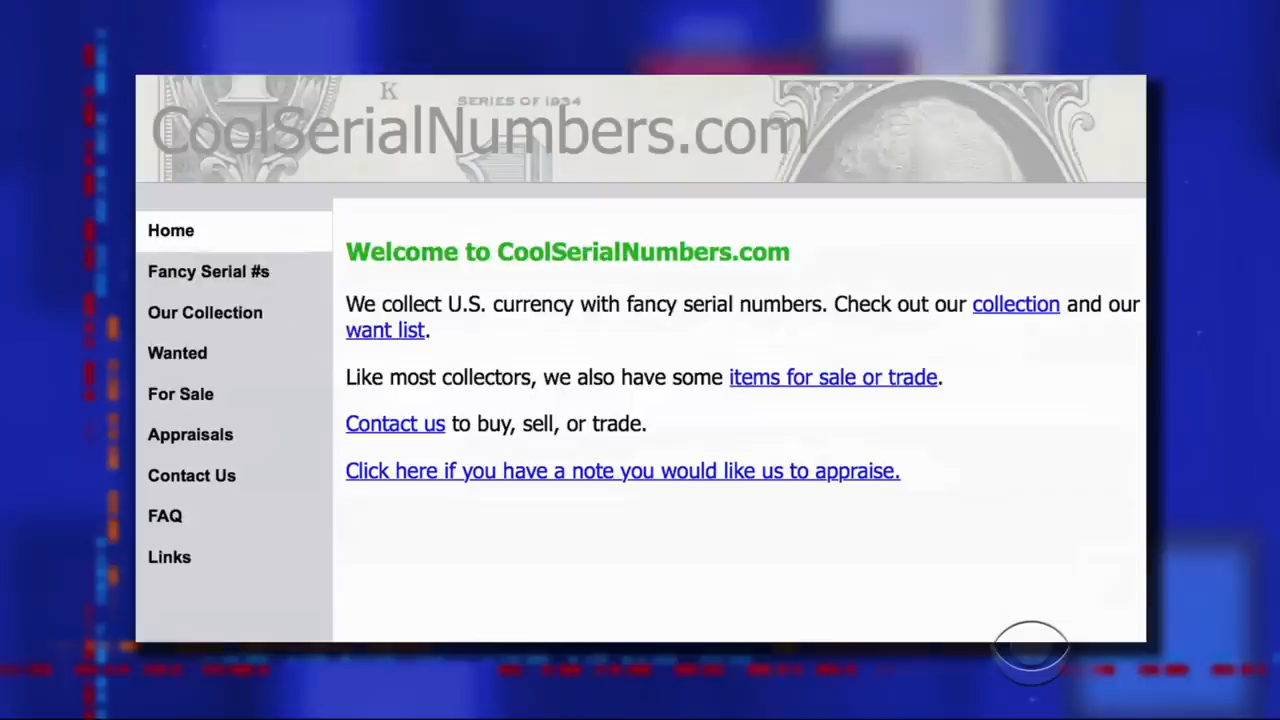 K
SERIES OF 1934
CoolSerialNumbers.com
Home
Fancy Serial #s
Our Collection
Wanted
For Sale
Appraisals
Contact Us
FAQ
Links
Welcome to CoolSerialNumbers.com
We collect U.S. currency with fancy serial numbers. Check out our collection and our
want list.
Like most collectors, we also have some items for sale or trade.
Contact us to buy, sell, or trade.
Click here if you have a note you would like us to appraise.